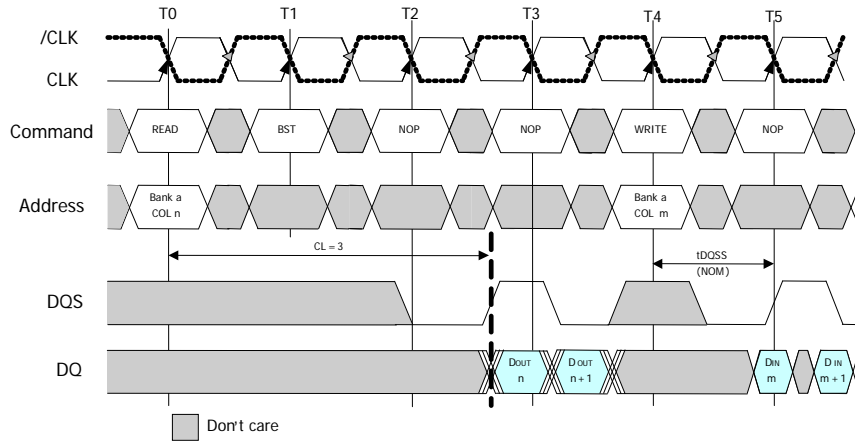 T0 T1 T2 T3 T4 T5
/CLK
CLK
Command READ BST NOP NOP WRITE NOP
Address Bank a COL n Bank a COL m
CL = 3
tDQSS
(NOM)
DQS
DQ DOUT n DOUT n + 1 DIN m D IN m + 1
Don't care